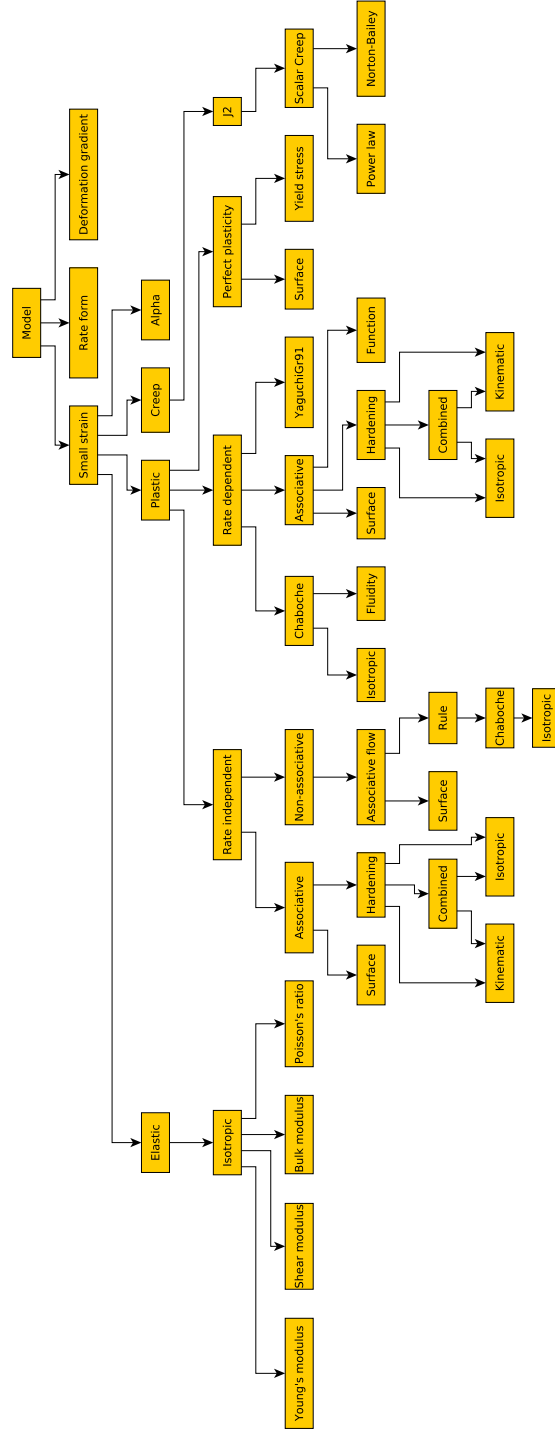 Model
Deformation gradient
Rate form
Small strain
Alpha
Creep
Plastic
Elastic
J2
Perfect plasticity
Rate dependent
Rate independent
Isotropic
Scalar Creep
Yield stress
Surface
YaguchiGr91
Associative
Chaboche
Non-associative
Associative
Poisson's ratio
Bulk modulus
Shear modulus
Young's modulus
Norton-Bailey
Power law
Function
Hardening
Surface
Fluidity
Isotropic
Associative flow
Hardening
Surface
Combined
Rule
Surface
Combined
Kinematic
Isotropic
Chaboche
Isotropic
Kinematic
Isotropic